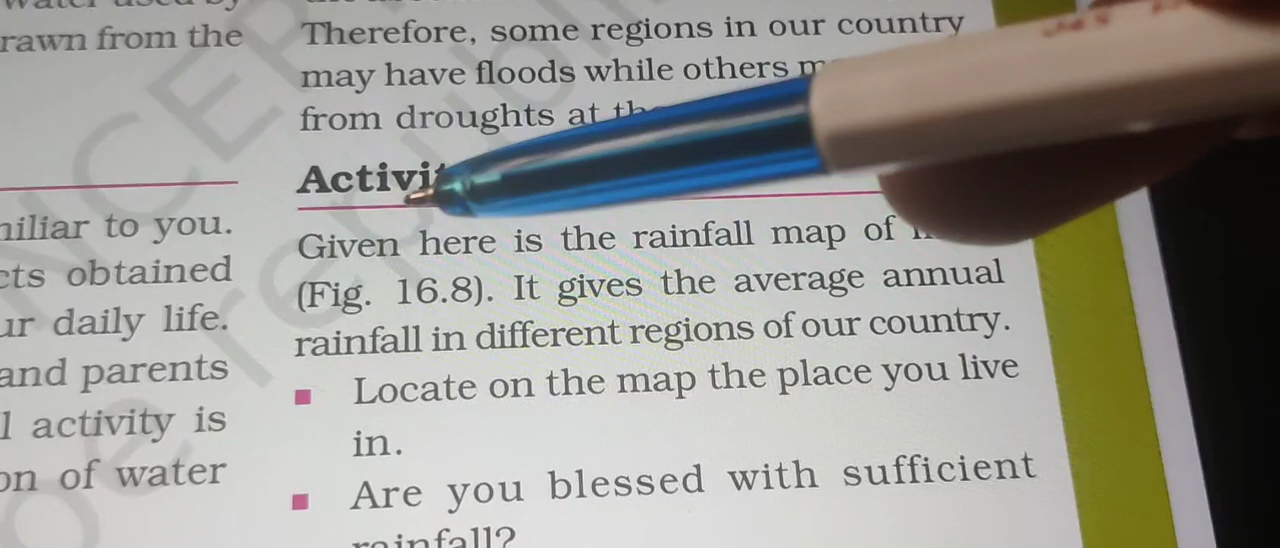 rawn from the
niliar to you.
cts obtained
ur daily life.
and parents
l activity is
on of water
Therefore, some regions in our country
may have floods while others
from droughts at
Given here is the rainfall map of
(Fig. 16.8). It gives the average annual
rainfall in different regions of our country.
Locate on the map the place you live
in.
Are you blessed with sufficient
rainfall?